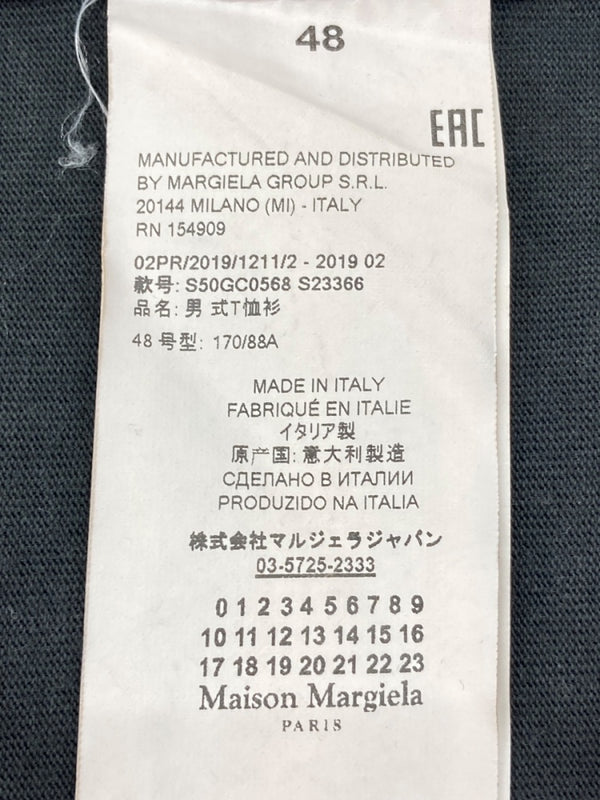 48
EAC
MANUFACTURED AND DISTRIBUTED
BY MARGIELA GROUP S.R.L.
20144 MILANO (MI) - ITALY
RN 154909
02PR/2019/1211/2 - 2019 02
款号: S50GC0568 S23366
品名: 男 式T恤衫
48 号型: 170/88A
MADE IN ITALY
FABRIQUÉ EN ITALIE
イタリア製
原产国: 意大利製造
СДЕЛАНО В ИТАЛИИ
PRODUZIDO NA ITALIA
株式会社マルジェラジャパン
03-5725-2333
0 1 2 3 4 5 6 7 8 9
10 11 12 13 14 15 16
17 18 19 20 21 22 23
Maison Margiela
PARIS